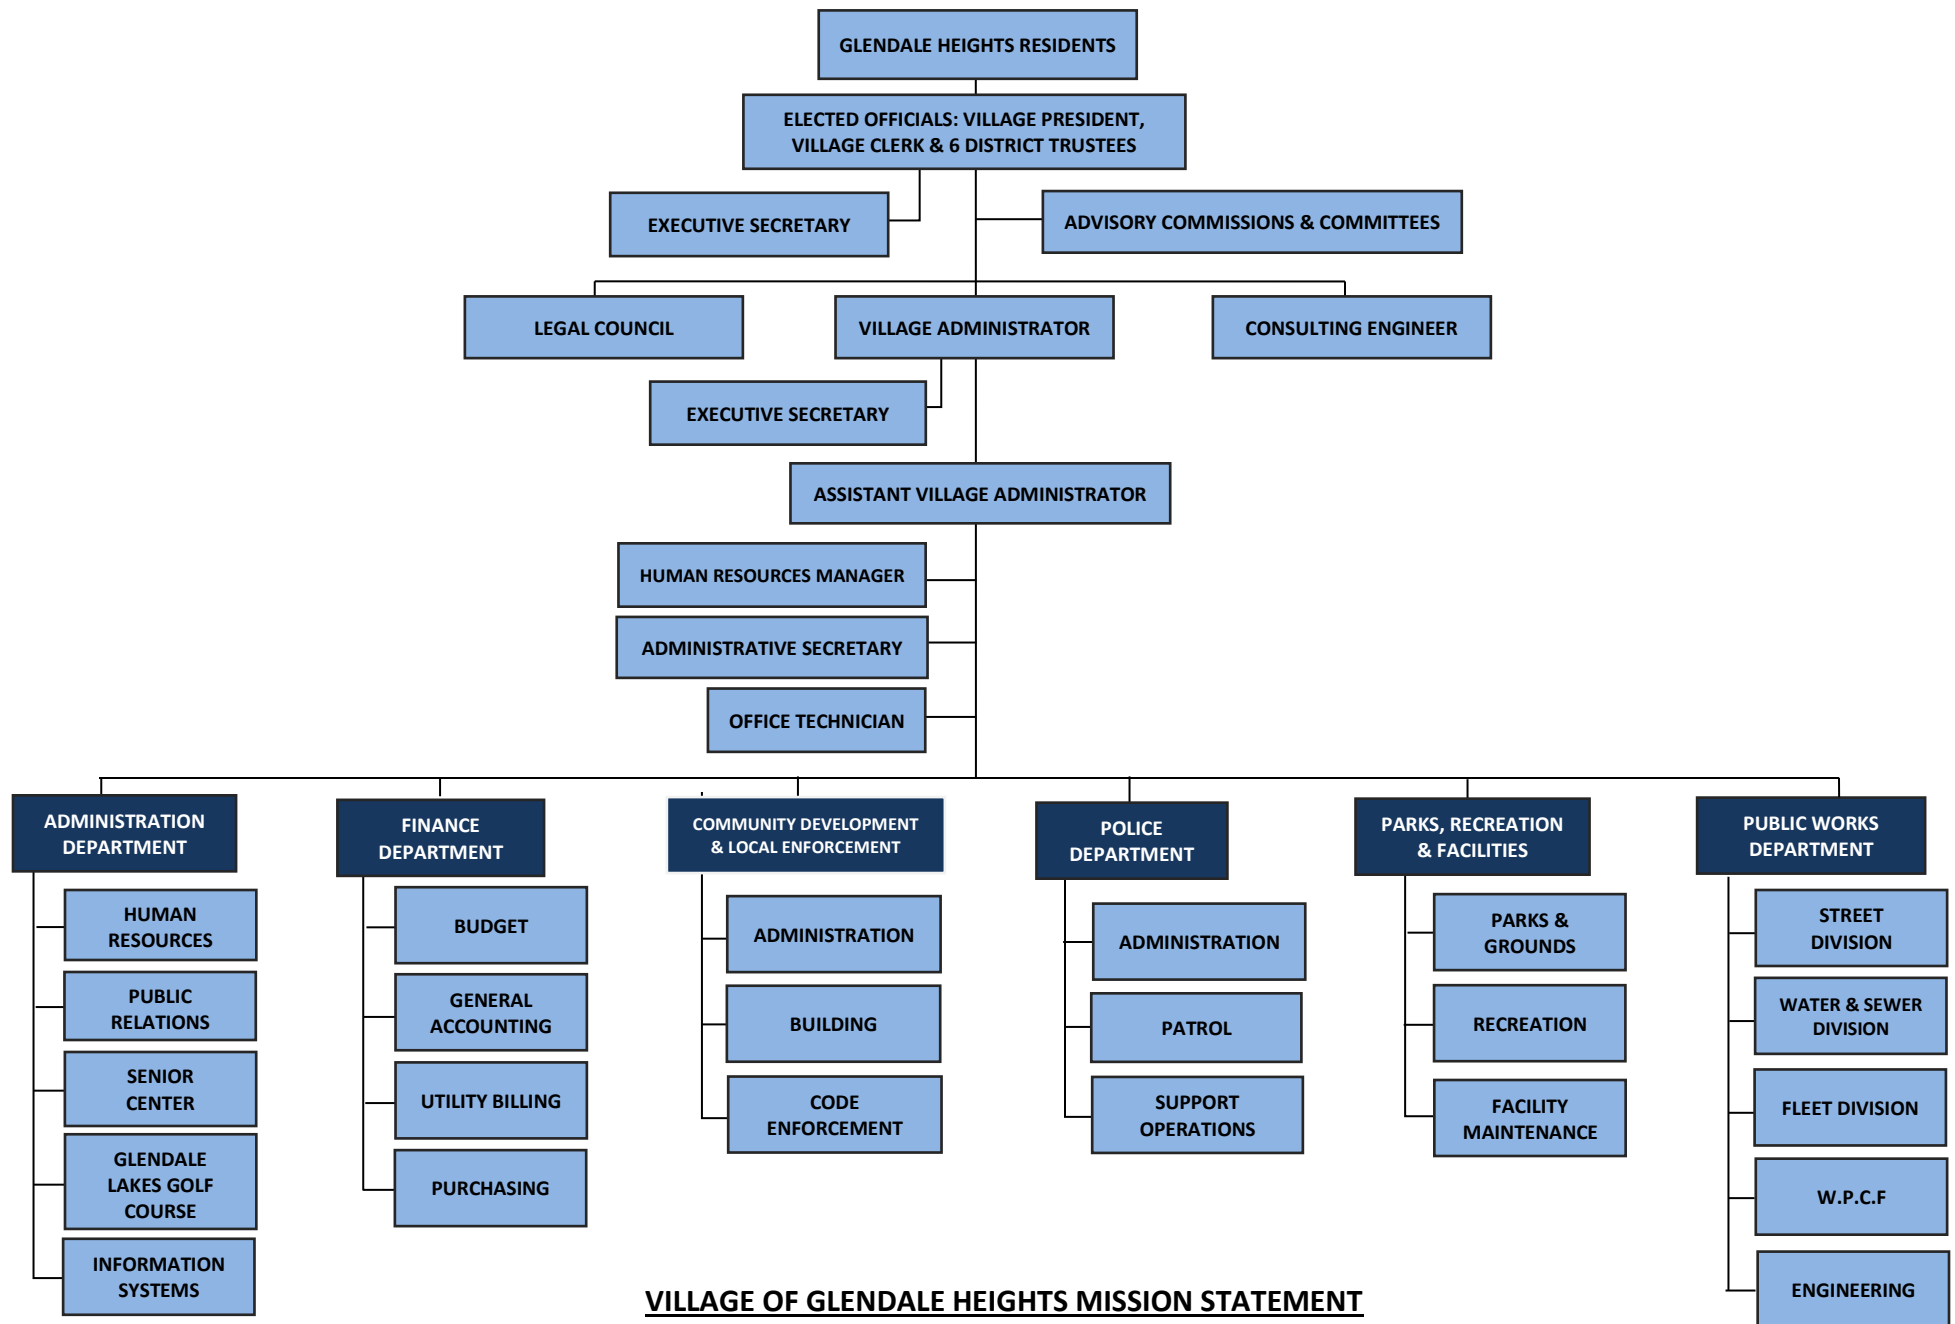 GLENDALE HEIGHTS RESIDENTS
ELECTED OFFICIALS: VILLAGE PRESIDENT,
VILLAGE CLERK & 6 DISTRICT TRUSTEES
EXECUTIVE SECRETARY
ADVISORY COMMISSIONS & COMMITTEES
LEGAL COUNCIL
VILLAGE ADMINISTRATOR
CONSULTING ENGINEER
EXECUTIVE SECRETARY
ASSISTANT VILLAGE ADMINISTRATOR
HUMAN RESOURCES MANAGER
ADMINISTRATIVE SECRETARY
OFFICE TECHNICIAN
ADMINISTRATION
DEPARTMENT
HUMAN
RESOURCES
PUBLIC
RELATIONS
SENIOR
CENTER
GLENDALE
LAKES GOLF
COURSE
INFORMATION
SYSTEMS
FINANCE
DEPARTMENT
BUDGET
GENERAL
ACCOUNTING
UTILITY BILLING
PURCHASING
COMMUNITY DEVELOPMENT
& LOCAL ENFORCEMENT
ADMINISTRATION
BUILDING
CODE
ENFORCEMENT
POLICE
DEPARTMENT
ADMINISTRATION
PATROL
SUPPORT
OPERATIONS
PARKS, RECREATION
& FACILITIES
PARKS &
GROUNDS
RECREATION
FACILITY
MAINTENANCE
PUBLIC WORKS
DEPARTMENT
STREET
DIVISION
WATER & SEWER
DIVISION
FLEET DIVISION
W.P.C.F
ENGINEERING
VILLAGE OF GLENDALE HEIGHTS MISSION STATEMENT